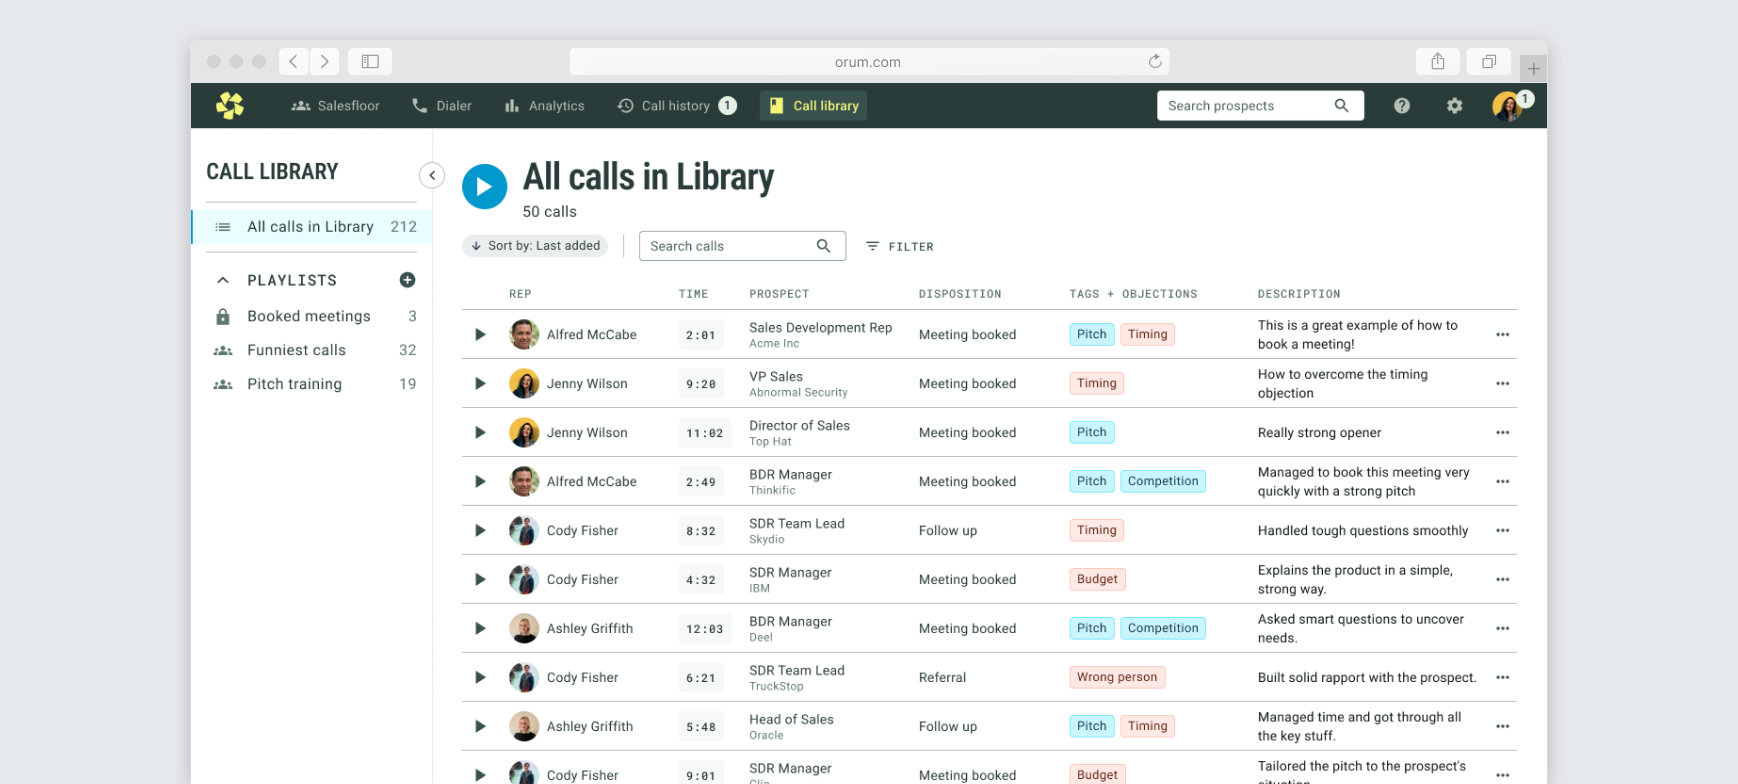 orum.com
Salesfloor
Dialer
Analytics
Call history 1
Call library
Search prospects
1
CALL LIBRARY
All calls in Library 212
PLAYLISTS
Booked meetings 3
Funniest calls 32
Pitch training 19
All calls in Library
50 calls
Sort by: Last added
Search calls
FILTER
REP TIME PROSPECT DISPOSITION TAGS + OBJECTIONS DESCRIPTION
Alfred McCabe 2:01 Sales Development Rep Meeting booked Pitch Timing This is a great example of how to
Acme Inc book a meeting!
Jenny Wilson 9:20 VP Sales Meeting booked Timing How to overcome the timing
Abnormal Security objection
Jenny Wilson 11:02 Director of Sales Meeting booked Pitch Really strong opener
Top Hat
Alfred McCabe 2:49 BDR Manager Meeting booked Pitch Competition Managed to book this meeting very
Thinkific quickly with a strong pitch
Cody Fisher 8:32 SDR Team Lead Follow up Timing Handled tough questions smoothly
Skydio
Cody Fisher 4:32 SDR Manager Meeting booked Budget Explains the product in a simple,
IBM strong way.
Ashley Griffith 12:03 BDR Manager Meeting booked Pitch Competition Asked smart questions to uncover
Deel needs.
Cody Fisher 6:21 SDR Team Lead Referral Wrong person Built solid rapport with the prospect.
TruckStop
Ashley Griffith 5:48 Head of Sales Follow up Pitch Timing Managed time and got through all
Oracle the key stuff.
Cody Fisher 9:01 SDR Manager Meeting booked Budget Tailored the pitch to the prospect's